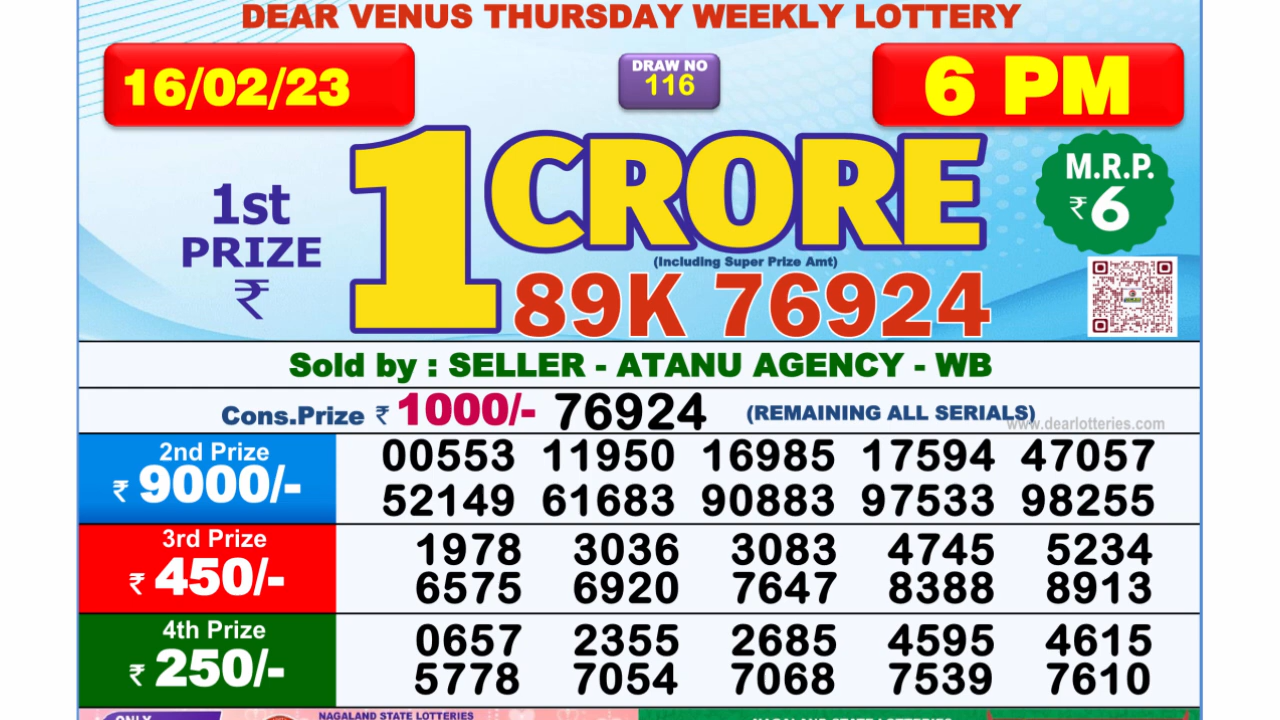 DEAR VENUS THURSDAY WEEKLY LOTTERY
16/02/23
DRAW NO
116
6 PM
1st
PRIZE
₹
1 CRORE
(Including Super Prize Amt)
M.R.P.
₹6
89K 76924
Sold by : SELLER - ATANU AGENCY - WB
Cons.Prize ₹ 1000/- 76924 (REMAINING ALL SERIALS)
www.dearlotteries.com
2nd Prize
₹ 9000/-
00553 11950 16985 17594 47057
52149 61683 90883 97533 98255
3rd Prize
₹ 450/-
1978 3036 3083 4745 5234
6575 6920 7647 8388 8913
4th Prize
₹ 250/-
0657 2355 2685 4595 4615
5778 7054 7068 7539 7610
ONLY
NAGALAND STATE LOTTERIES
NAGALAND STATE LOTTERIES